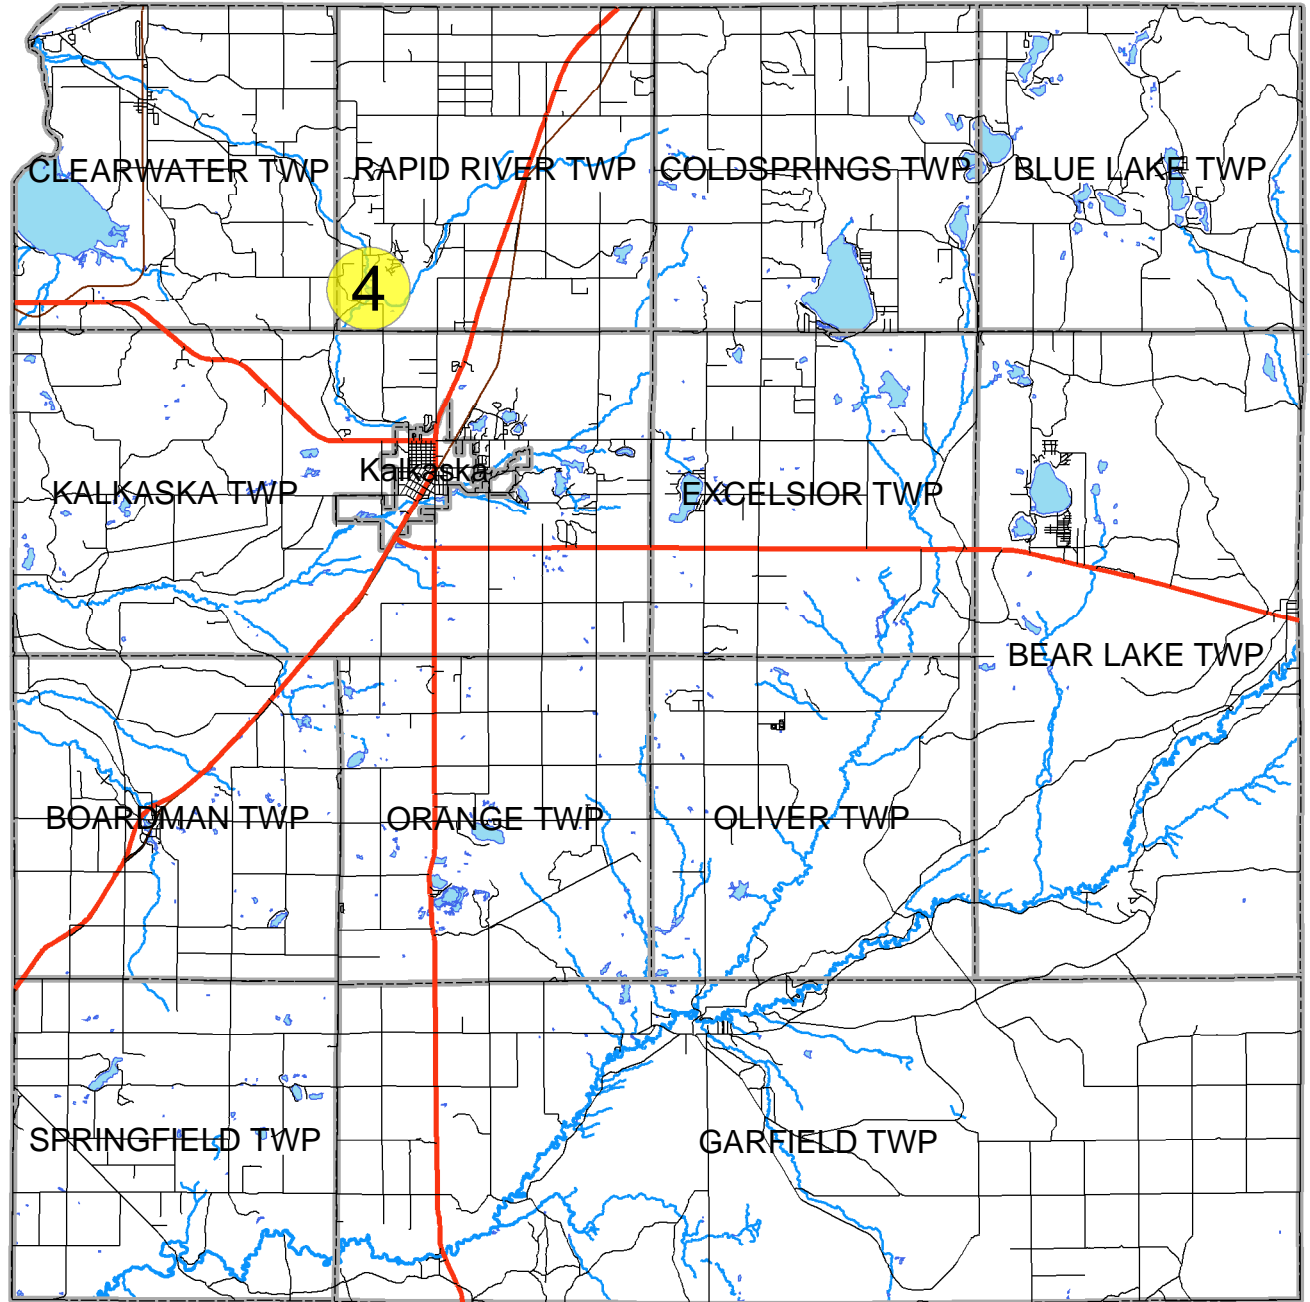 CLEARWATER TWP
RAPID RIVER TWP
COLDSPRINGS TWP
BLUE LAKE TWP
4
Kalkaska
KALKASKA TWP
EXCELSIOR TWP
BEAR LAKE TWP
BOARDMAN TWP
ORANGE TWP
OLIVER TWP
SPRINGFIELD TWP
GARFIELD TWP